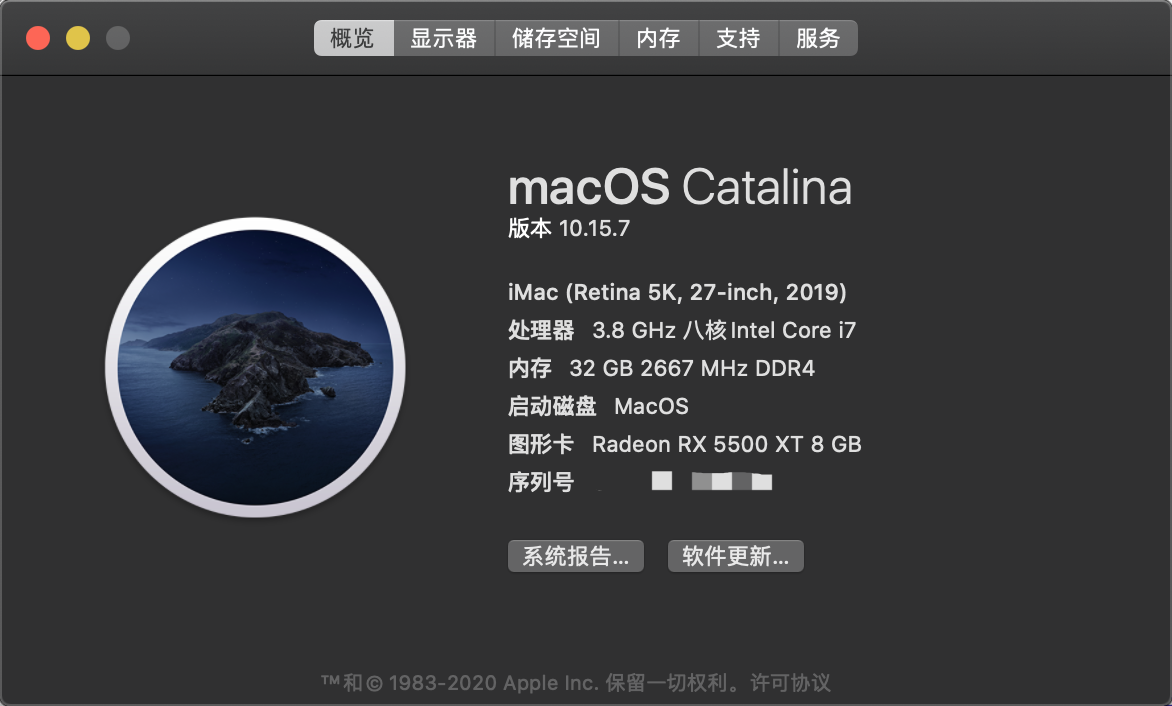 概览 显示器 储存空间 内存 支持 服务
macOS Catalina
版本 10.15.7
iMac (Retina 5K, 27-inch, 2019)
处理器 3.8 GHz 八核Intel Core i7
内存 32 GB 2667 MHz DDR4
启动磁盘 MacOS
图形卡 Radeon RX 5500 XT 8 GB
序列号
系统报告... 软件更新...
™和© 1983-2020 Apple Inc. 保留一切权利。许可协议